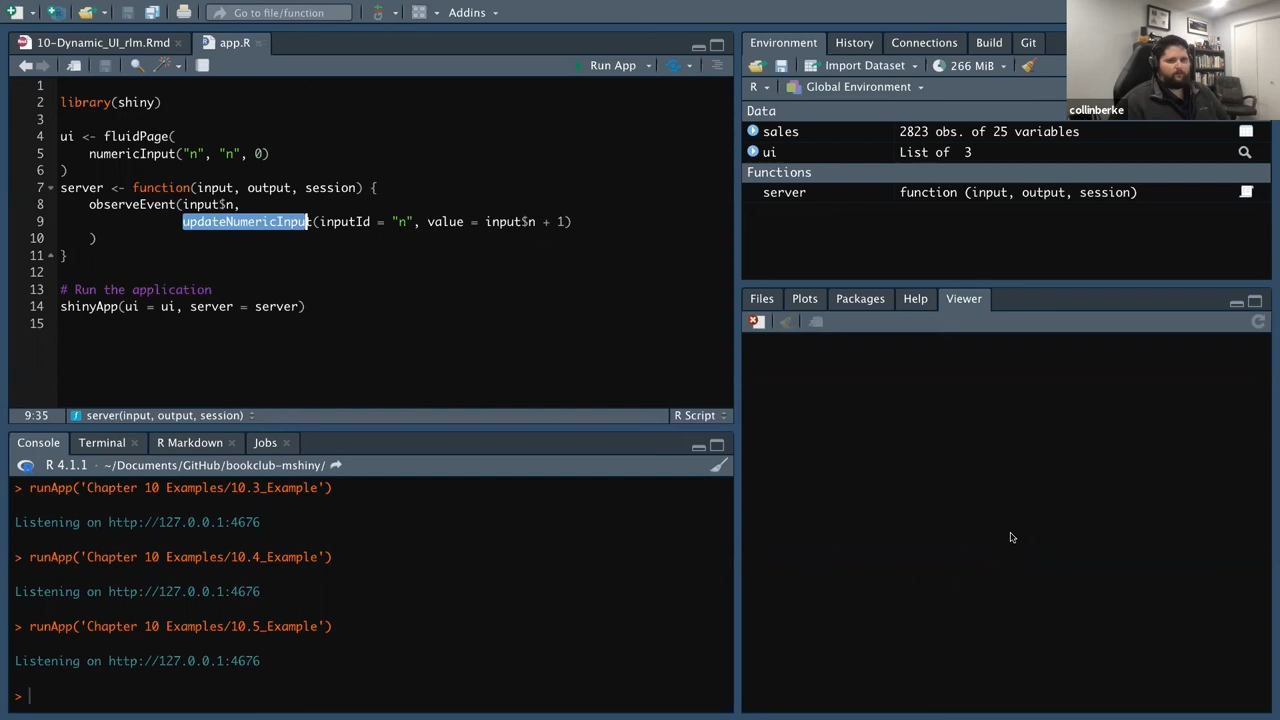 Go to file/function
Addins
10-Dynamic_UI_rlm.Rmd
app.R
Run App
1
2 library(shiny)
3
4 ui <- fluidPage(
5 numericInput("n", "n", 0)
6 )
7 server <- function(input, output, session) {
8 observeEvent(input$n,
9 updateNumericInput(inputId = "n", value = input$n + 1)
10 )
11 }
12
13 # Run the application
14 shinyApp(ui = ui, server = server)
15
9:35 server(input, output, session) R Script
Console Terminal R Markdown Jobs
R 4.1.1 · ~/Documents/GitHub/bookclub-mshiny/
> runApp('Chapter 10 Examples/10.3_Example')
Listening on http://127.0.0.1:4676
> runApp('Chapter 10 Examples/10.4_Example')
Listening on http://127.0.0.1:4676
> runApp('Chapter 10 Examples/10.5_Example')
Listening on http://127.0.0.1:4676
>
Environment History Connections Build Git
Import Dataset 266 MiB
R Global Environment
Data
sales 2823 obs. of 25 variables
ui List of 3
Functions
server function (input, output, session)
Files Plots Packages Help Viewer
collinberke